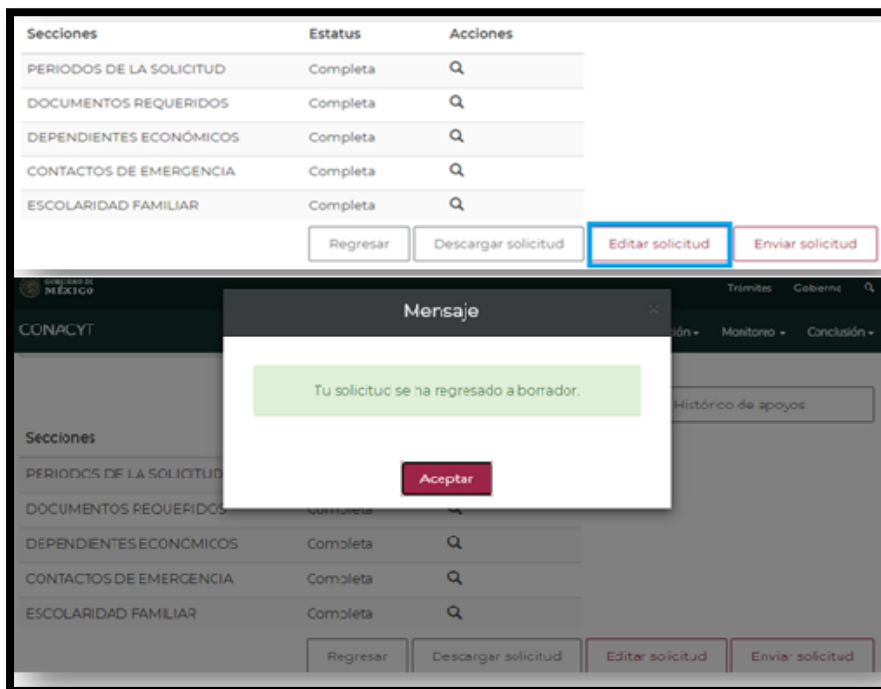 Secciones Estatus Acciones
PERIODOS DE LA SOLICITUD Completa
DOCUMENTOS REQUERIDOS Completa
DEPENDIENTES ECONÓMICOS Completa
CONTACTOS DE EMERGENCIA Completa
ESCOLARIDAD FAMILIAR Completa
Regresar Descargar solicitud Editar solicitud Enviar solicitud
GOBIERNO DE
MÉXICO Trámites Gobierno
Mensaje
CONACYT ión Monitoreo Conclusión
Tu solicitud se ha regresado a borrador.
Histórico de apoyos
Secciones
PERIODOS DE LA SOLICITUD
Aceptar
DOCUMENTOS REQUERIDOS Completa
DEPENDIENTES ECONÓMICOS Completa
CONTACTOS DE EMERGENCIA Completa
ESCOLARIDAD FAMILIAR Completa
Regresar Descargar solicitud Editar solicitud Enviar solicitud